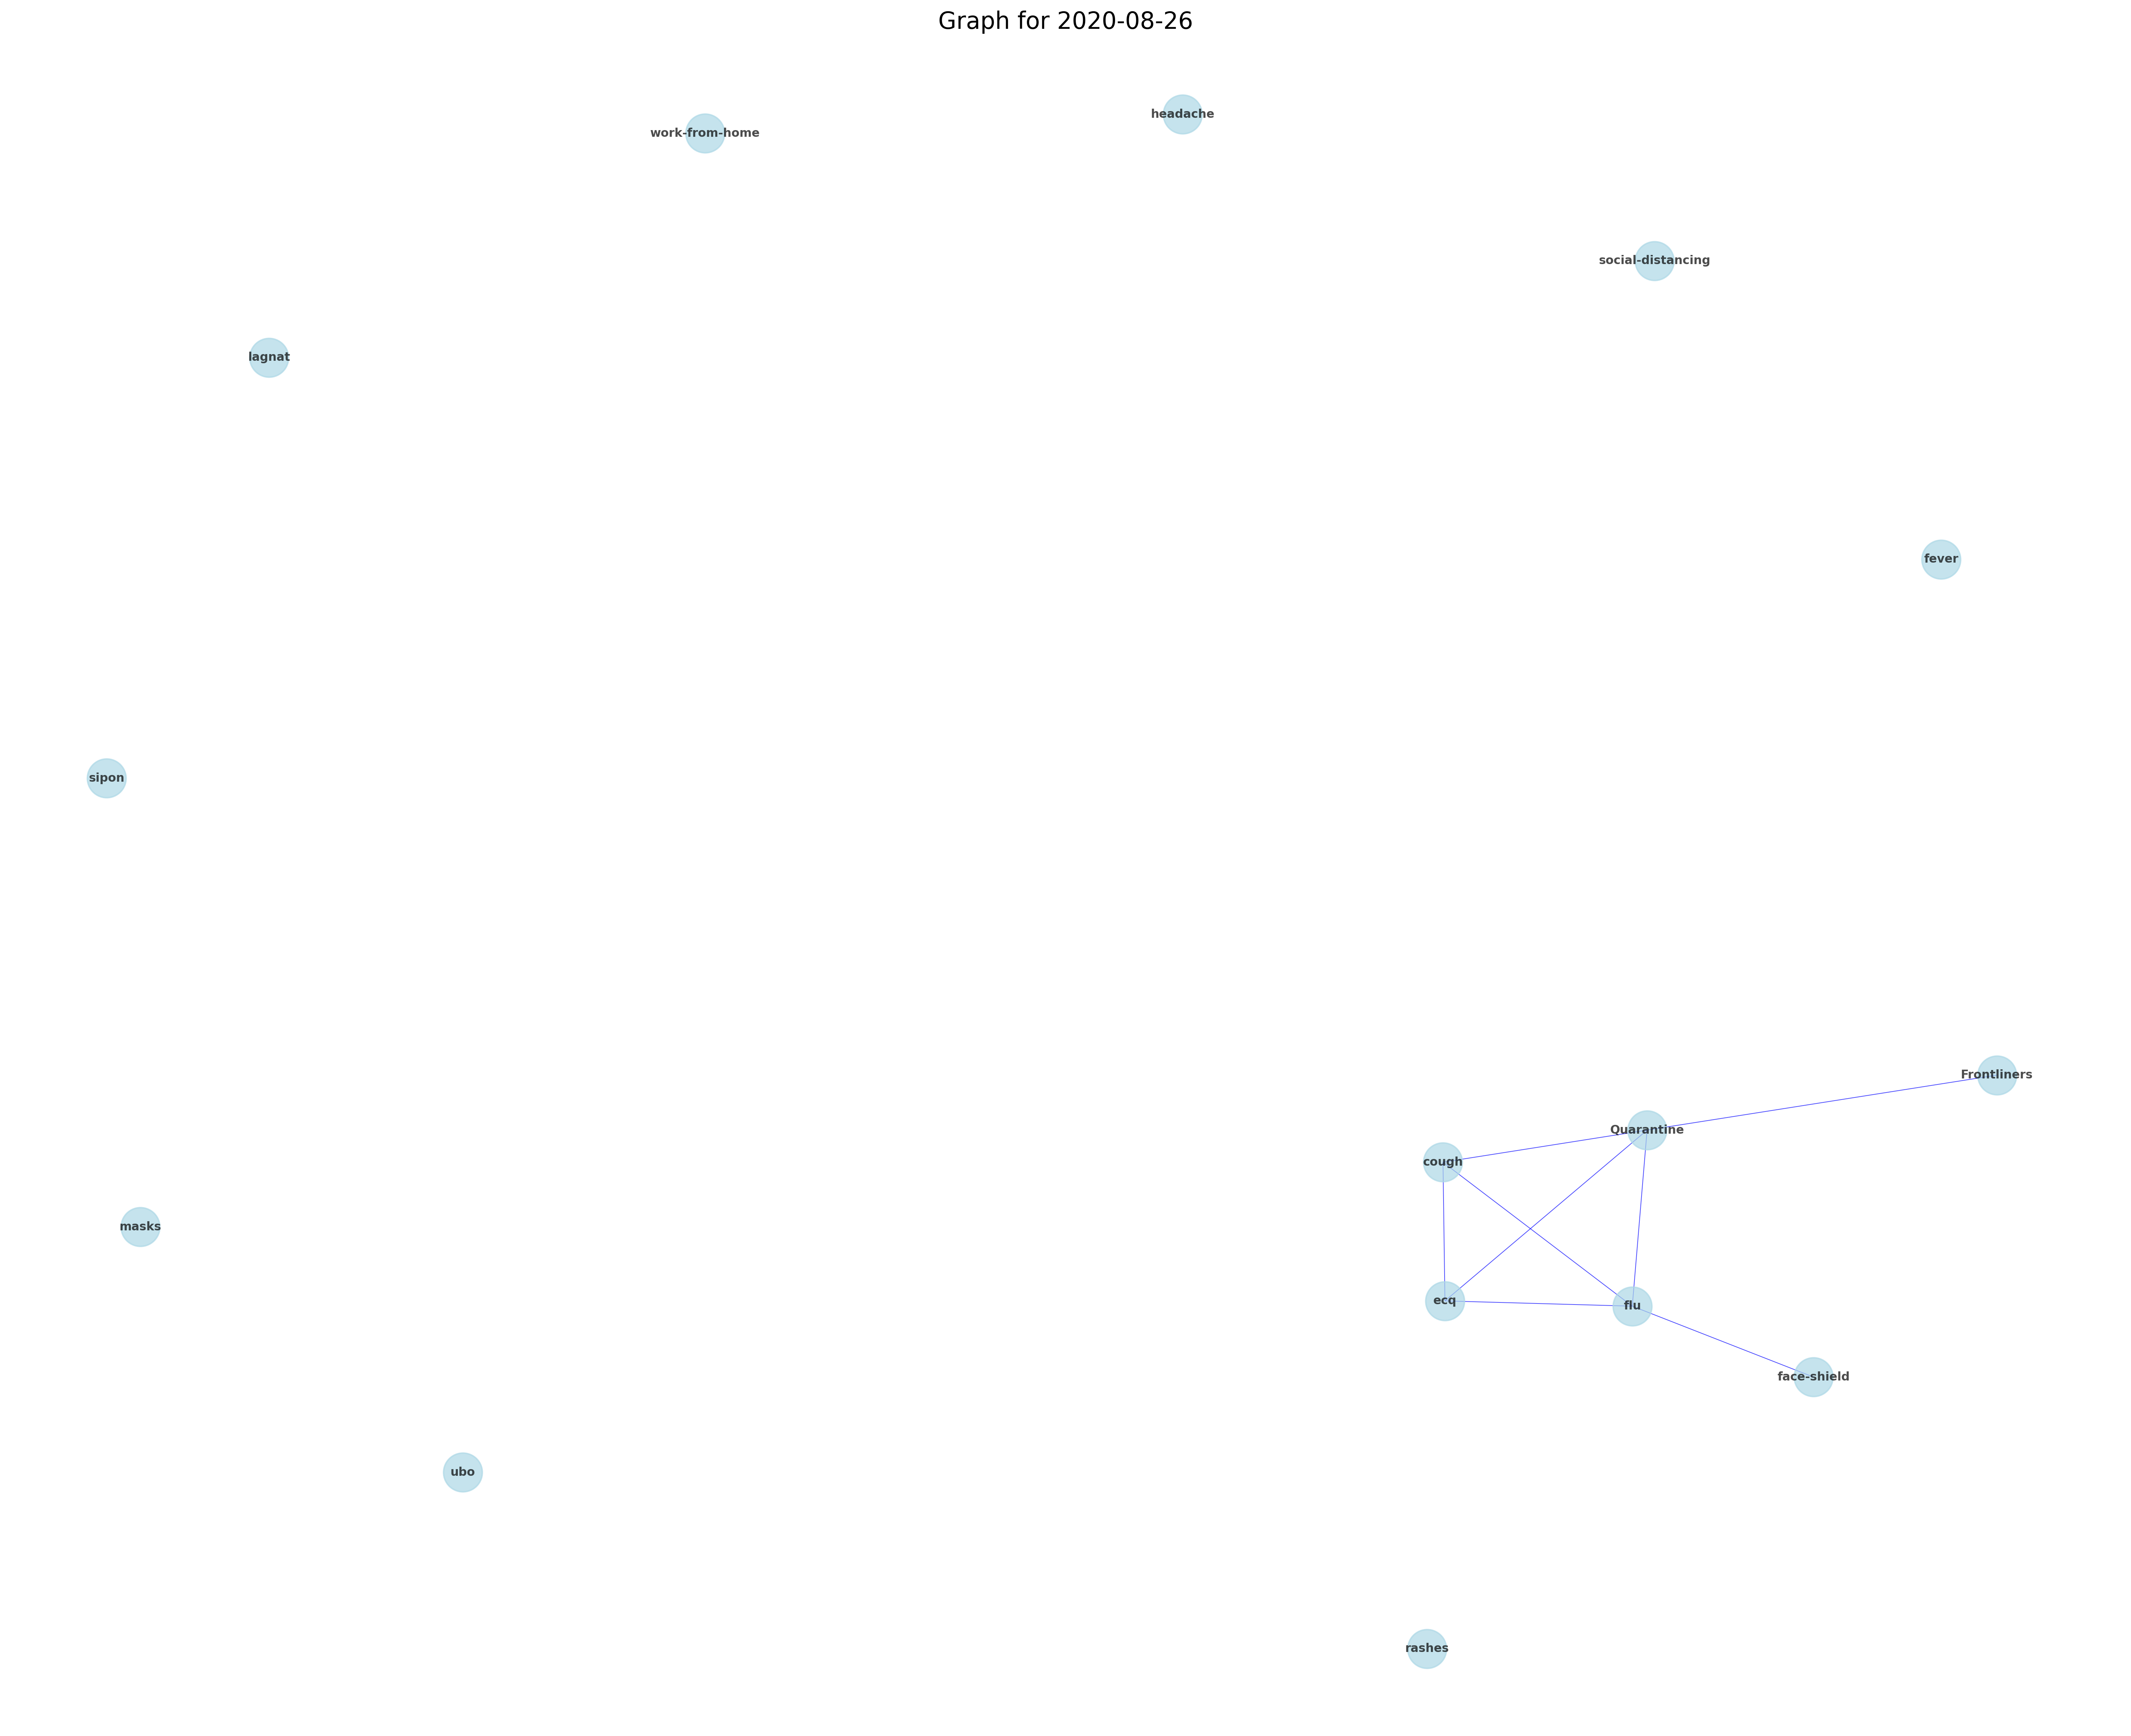 Graph for 2020-08-26
headache
work-from-home
social-distancing
lagnat
fever
sipon
Frontliners
Quarantine
cough
masks
ecq
flu
face-shield
ubo
rashes